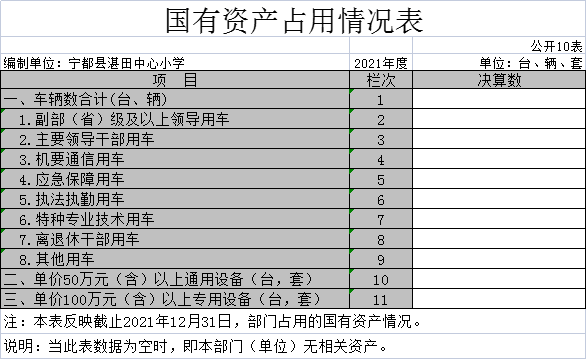 国有资产占用情况表
公开10表
编制单位：宁都县湛田中心小学 2021年度 单位：台、辆、套
项 目 栏次 决算数
一、车辆数合计(台、辆) 1
1.副部（省）级及以上领导用车 2
2.主要领导干部用车 3
3.机要通信用车 4
4.应急保障用车 5
5.执法执勤用车 6
6.特种专业技术用车 7
7.离退休干部用车 8
8.其他用车 9
二、单价50万元（含）以上通用设备（台，套） 10
三、单价100万元（含）以上专用设备（台，套） 11
注：本表反映截止2021年12月31日，部门占用的国有资产情况。
说明：当此表数据为空时，即本部门（单位）无相关资产。